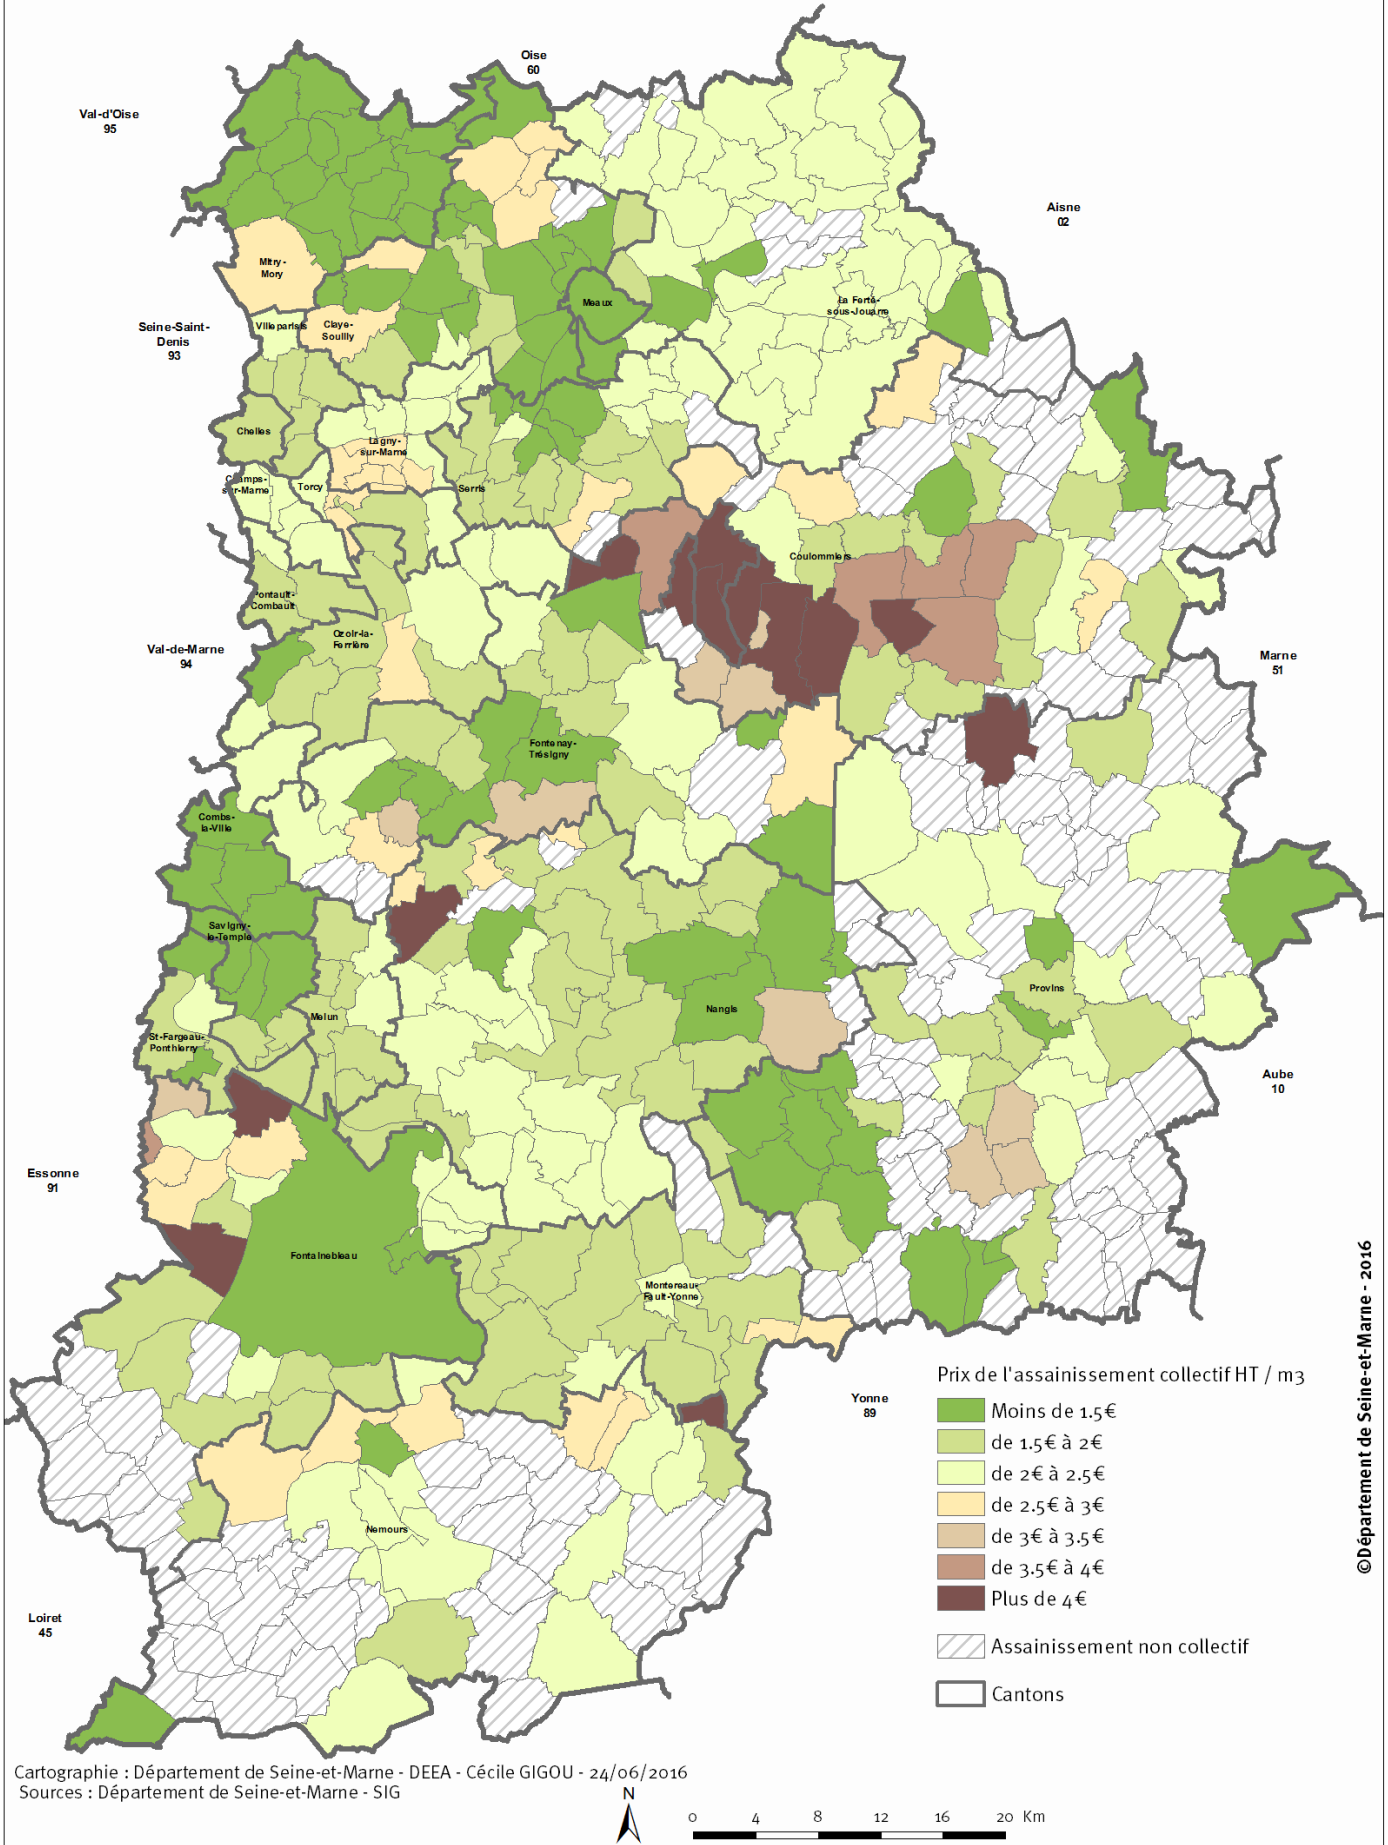 Oise
60
Val-d'Oise
95
Aisne
02
Mitry-
Mory
Meaux
La Ferté-
sous-Jouarre
Seine-Saint-
Denis
93
Villeparisis
Claye-
Souilly
Chelles
Lagny-
sur-Marne
Champs-
sur-Marne
Torcy
Serris
Coulommiers
Pontault-
Combault
Ozoir-la-
Ferrière
Val-de-Marne
94
Marne
51
Fontenay-
Trésigny
Combs-
la-Ville
Savigny-
le-Temple
Provins
Nangis
Melun
St-Fargeau-
Ponthierry
Aube
10
Essonne
91
Fontainebleau
Montereau-
Fault-Yonne
Yonne
89
Nemours
Loiret
45
Prix de l'assainissement collectif HT / m3
Moins de 1.5€
de 1.5€ à 2€
de 2€ à 2.5€
de 2.5€ à 3€
de 3€ à 3.5€
de 3.5€ à 4€
Plus de 4€
Assainissement non collectif
Cantons
©Département de Seine-et-Marne - 2016
Cartographie : Département de Seine-et-Marne - DEEA - Cécile GIGOU - 24/06/2016
Sources : Département de Seine-et-Marne - SIG
N
0 4 8 12 16 20 Km